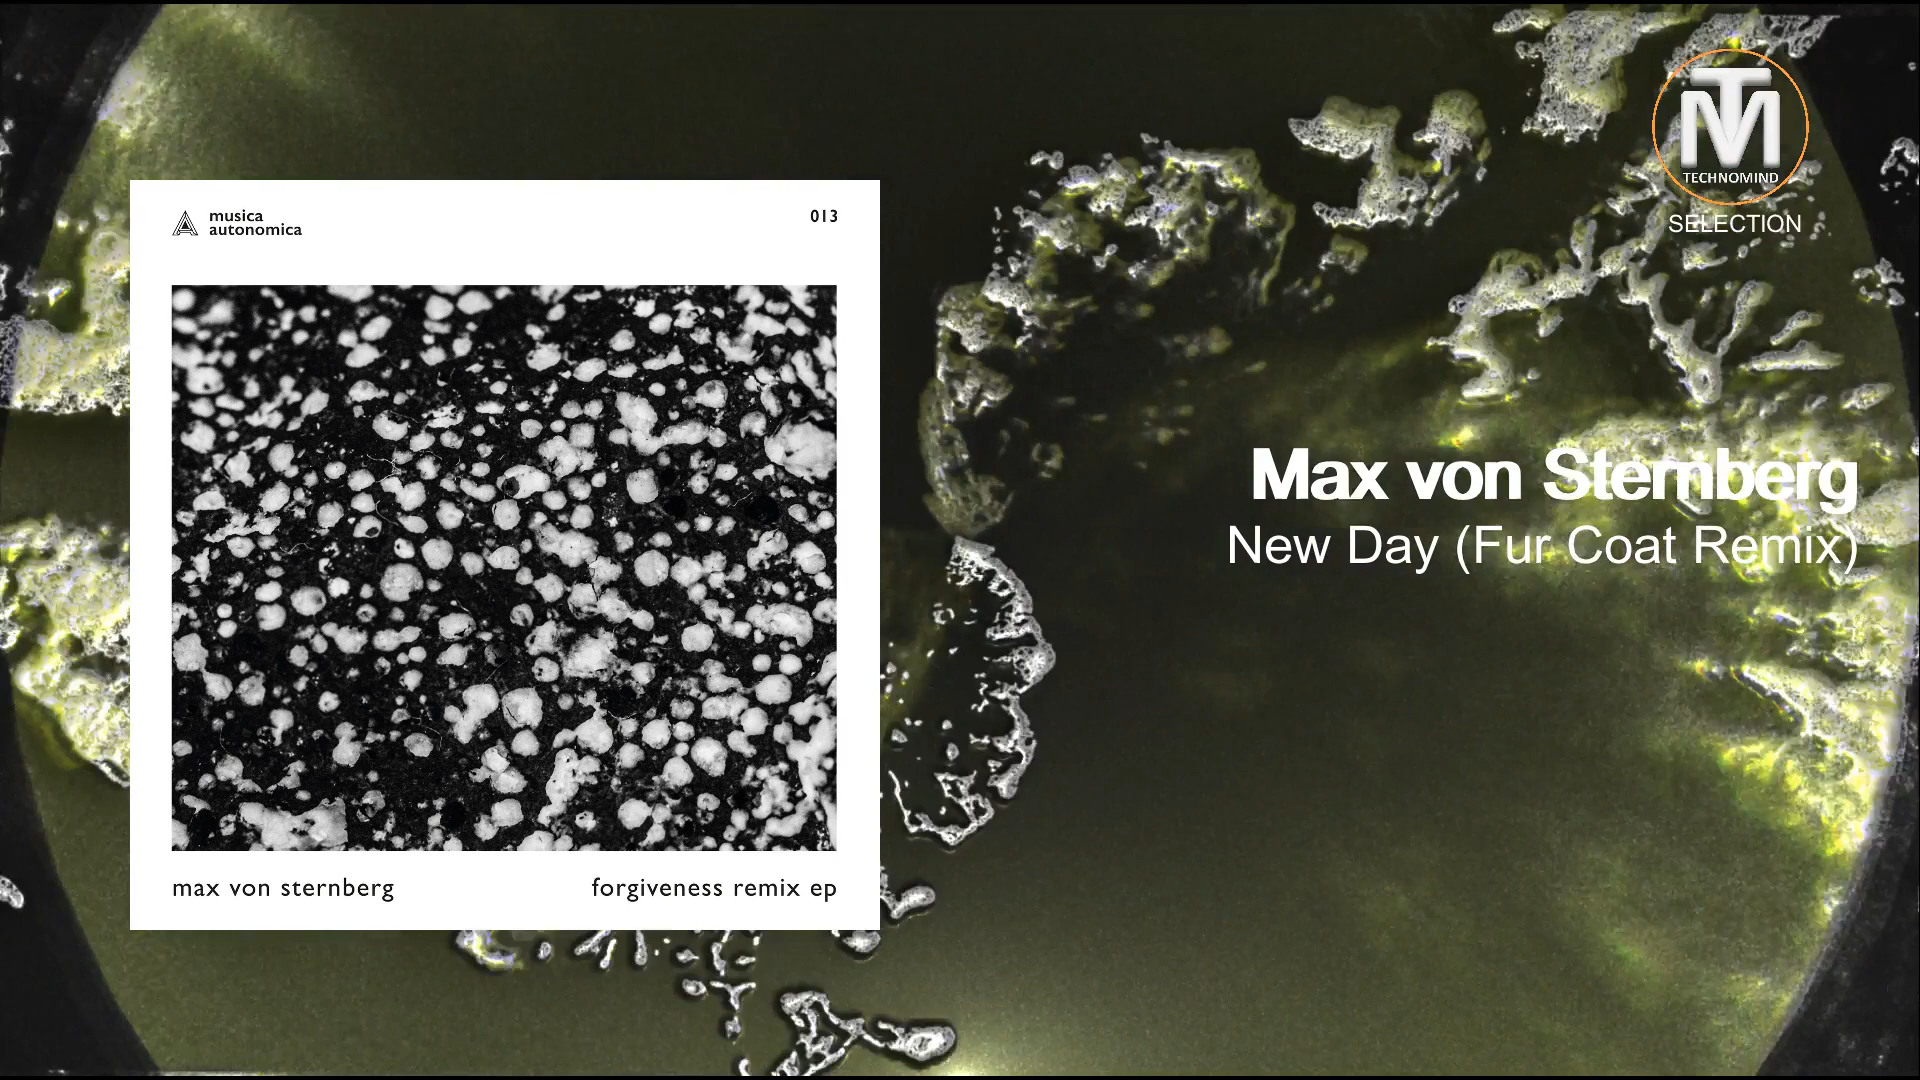 musica
autonomica
013
max von sternberg
forgiveness remix ep
TM
TECHNOMIND
SELECTION
Max von Sternberg
New Day (Fur Coat Remix)